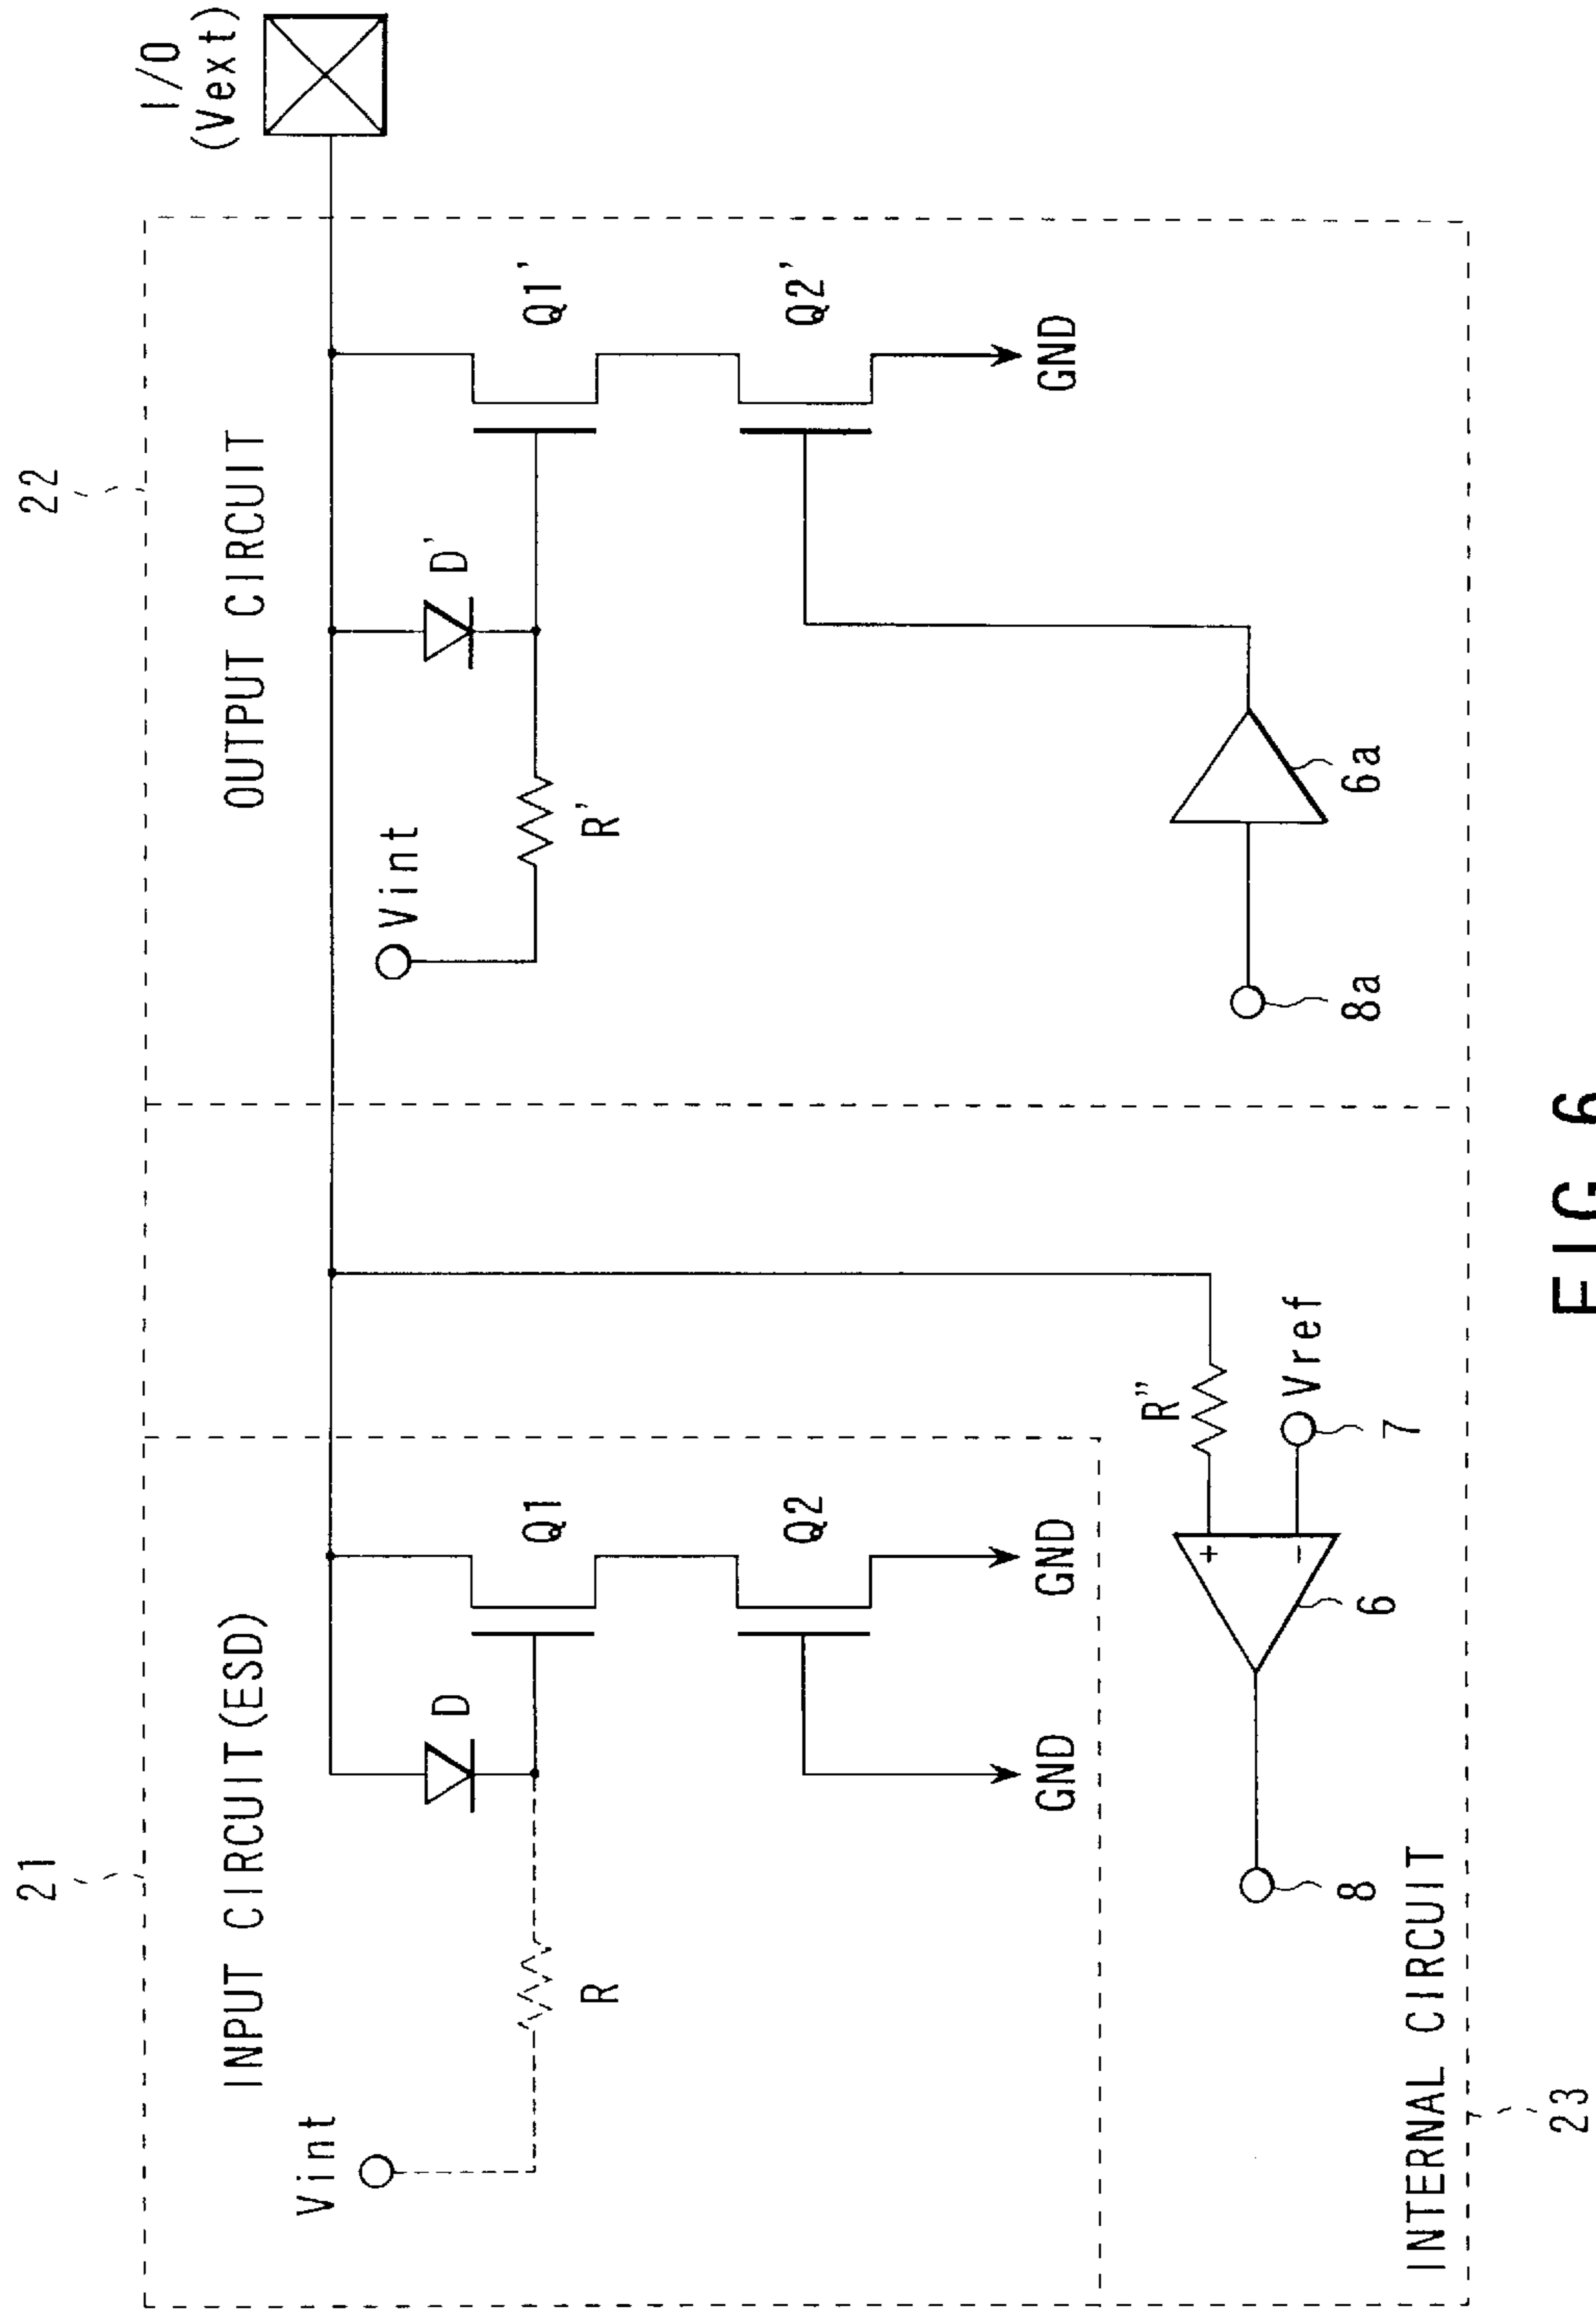 22
I/O
(Vext)
OUTPUT CIRCUIT
D'
Q1'
Q2'
Vint
R'
GND
6a
8a
21
INPUT CIRCUIT(ESD)
Vint
D
Q1
Q2
R
GND
GND
R"
Vref
7
+
−
6
8
INTERNAL CIRCUIT
23
FIG. 6